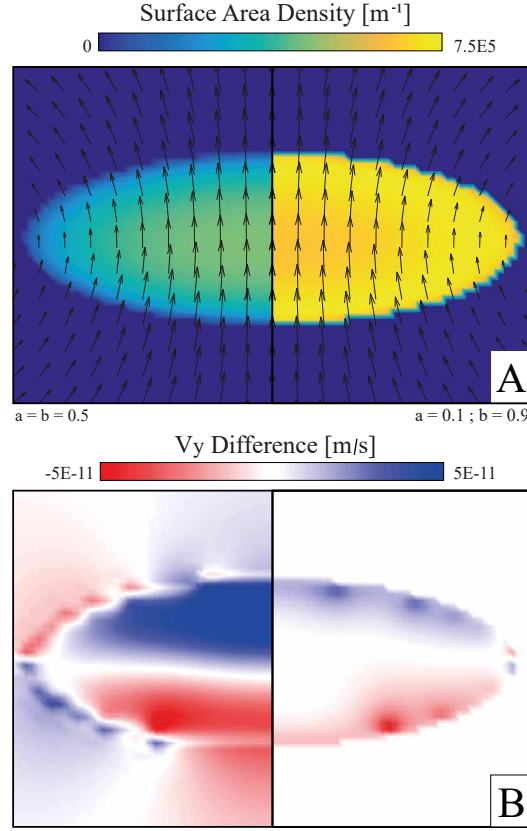 Surface Area Density [m⁻¹]
0 7.5E5
A
a = b = 0.5 a = 0.1 ; b = 0.9
Vy Difference [m/s]
-5E-11 5E-11
B